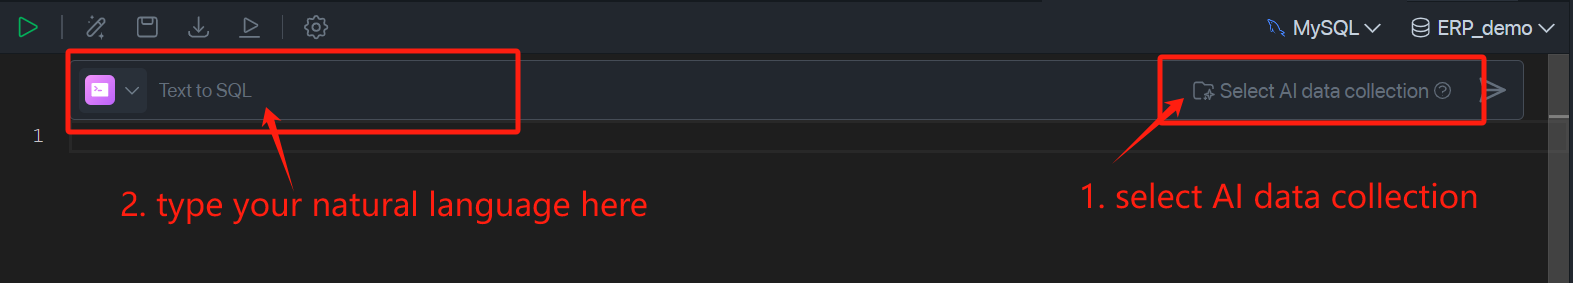 MySQL
ERP_demo
Text to SQL
Select AI data collection
1
2. type your natural language here
1. select AI data collection